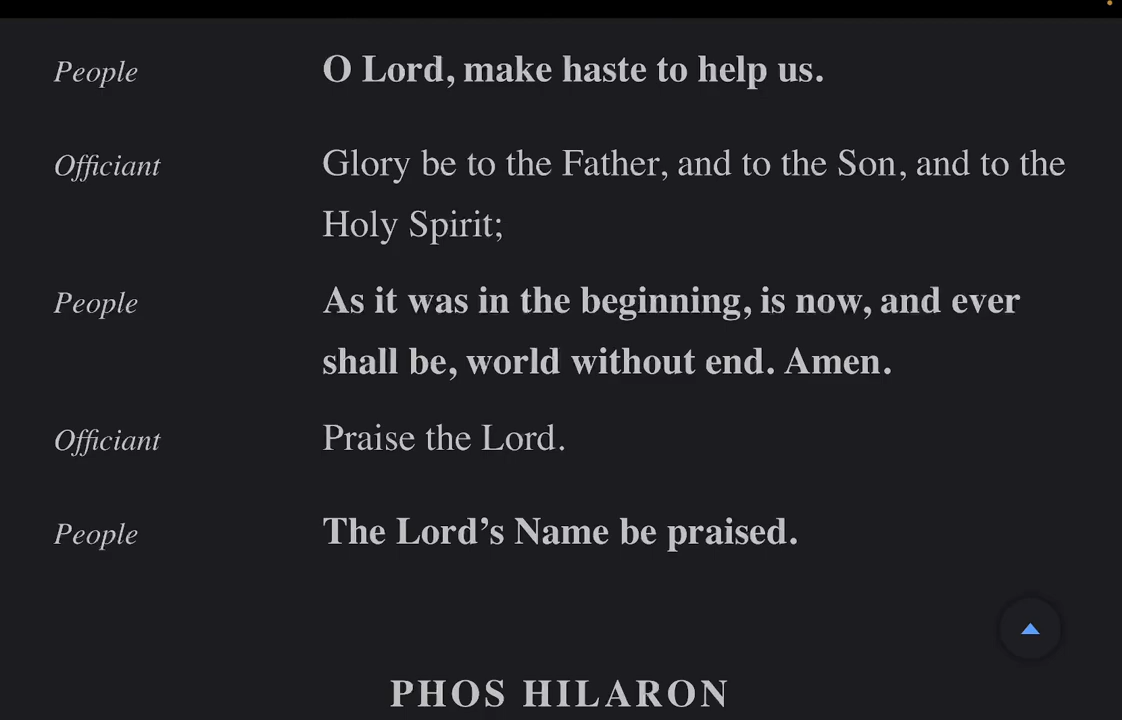 People O Lord, make haste to help us.
Officiant Glory be to the Father, and to the Son, and to the
Holy Spirit;
People As it was in the beginning, is now, and ever
shall be, world without end. Amen.
Officiant Praise the Lord.
People The Lord’s Name be praised.
PHOS HILARON